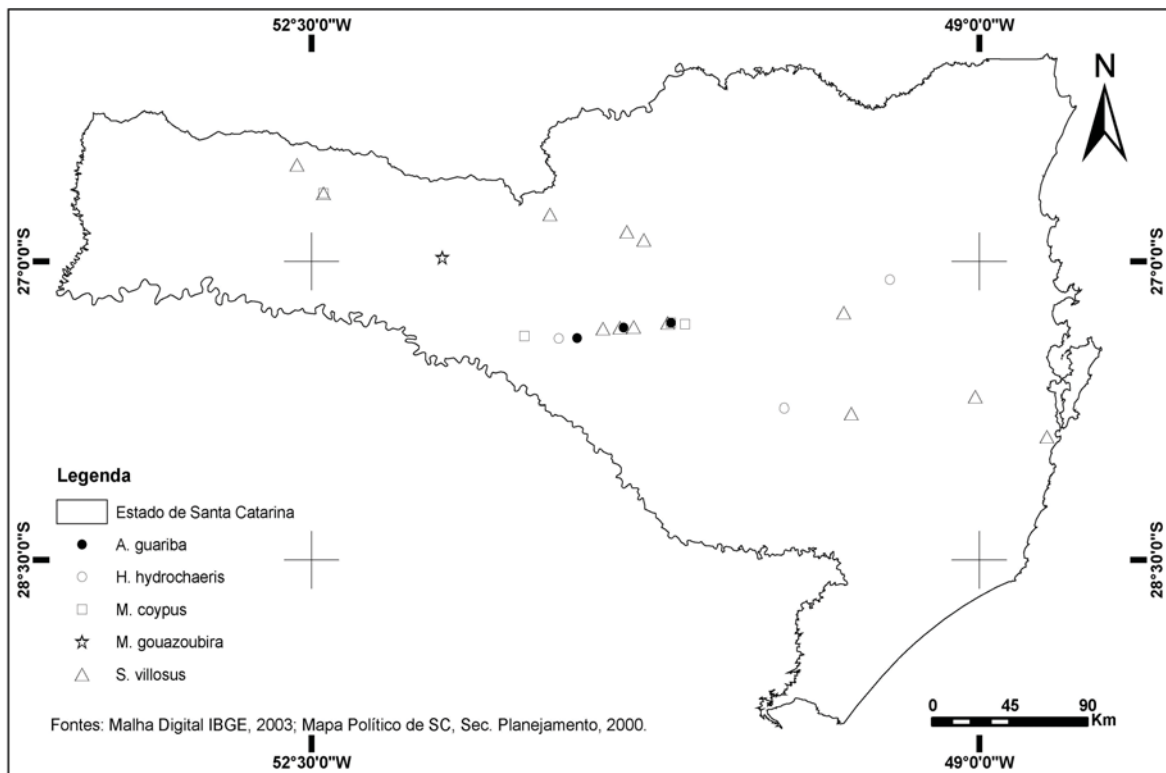 52°30'0"W
49°0'0"W
N
27°0'0"S
27°0'0"S
28°30'0"S
28°30'0"S
Legenda
Estado de Santa Catarina
A. guariba
H. hydrochaeris
M. coypus
M. gouazoubira
S. villosus
Fontes: Malha Digital IBGE, 2003; Mapa Político de SC, Sec. Planejamento, 2000.
0 45 90
Km
52°30'0"W
49°0'0"W